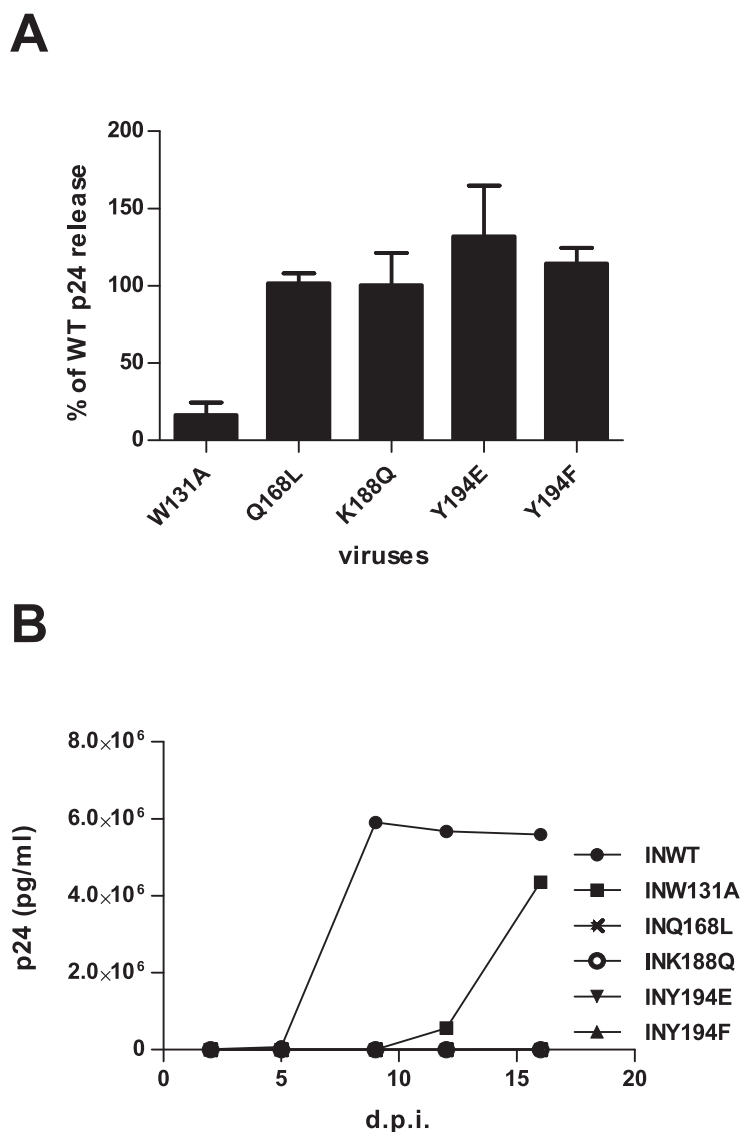 A
% of WT p24 release
200
150
100
50
0
W131A
Q168L
K188Q
Y194E
Y194F
viruses
B
p24 (pg/ml)
8.0×10⁶
6.0×10⁶
4.0×10⁶
2.0×10⁶
0
0
5
10
15
20
d.p.i.
INWT
INW131A
INQ168L
INK188Q
INY194E
INY194F